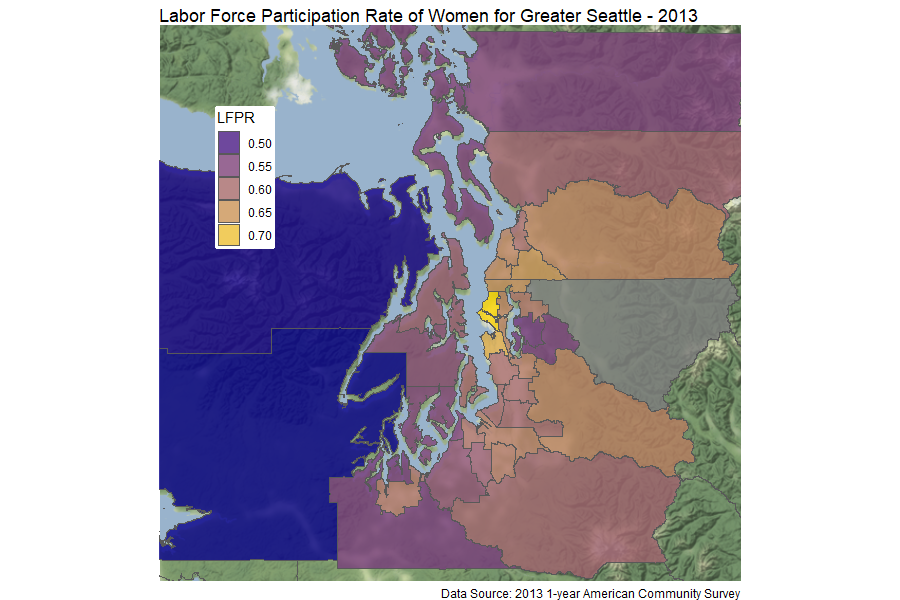 Labor Force Participation Rate of Women for Greater Seattle - 2013
LFPR
0.50
0.55
0.60
0.65
0.70
Data Source: 2013 1-year American Community Survey